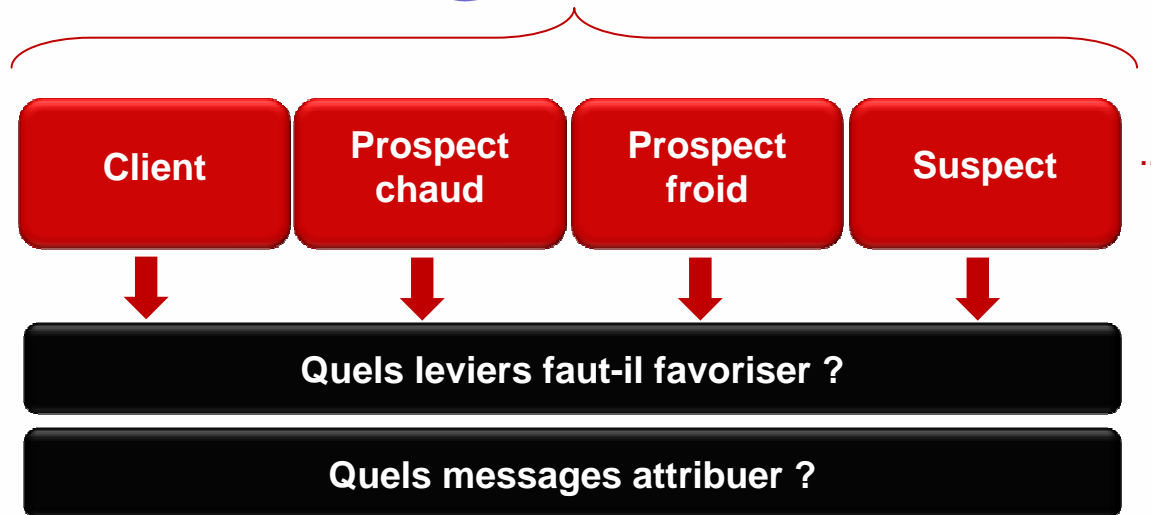 Client
Prospect
chaud
Prospect
froid
Suspect
..
Quels leviers faut-il favoriser ?
Quels messages attribuer ?